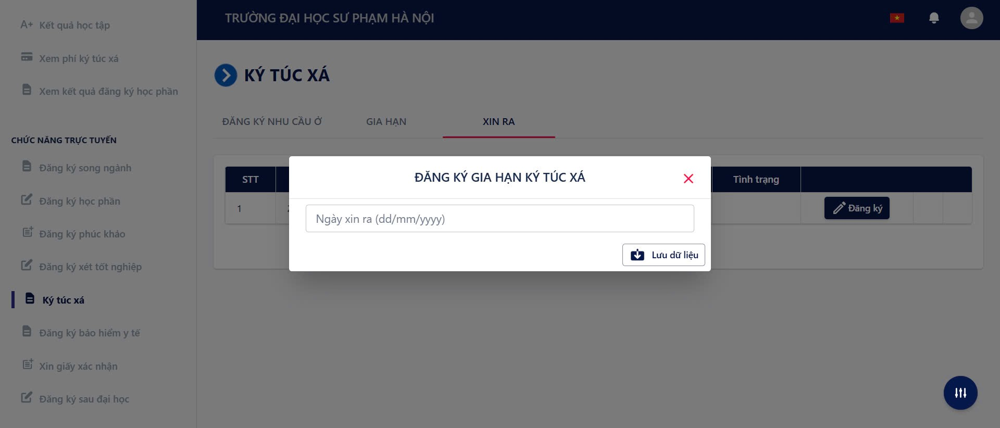 A+ Kết quả học tập
Xem phí ký túc xá
Xem kết quả đăng ký học phần
CHỨC NĂNG TRỰC TUYẾN
Đăng ký song ngành
Đăng ký học phần
Đăng ký phúc khảo
Đăng ký xét tốt nghiệp
Ký túc xá
Đăng ký bảo hiểm y tế
Xin giấy xác nhận
Đăng ký sau đại học
TRƯỜNG ĐẠI HỌC SƯ PHẠM HÀ NỘI
KÝ TÚC XÁ
ĐĂNG KÝ NHU CẦU Ở GIA HẠN XIN RA
STT Tình trạng
1 Đăng ký
ĐĂNG KÝ GIA HẠN KÝ TÚC XÁ
Ngày xin ra (dd/mm/yyyy)
Lưu dữ liệu